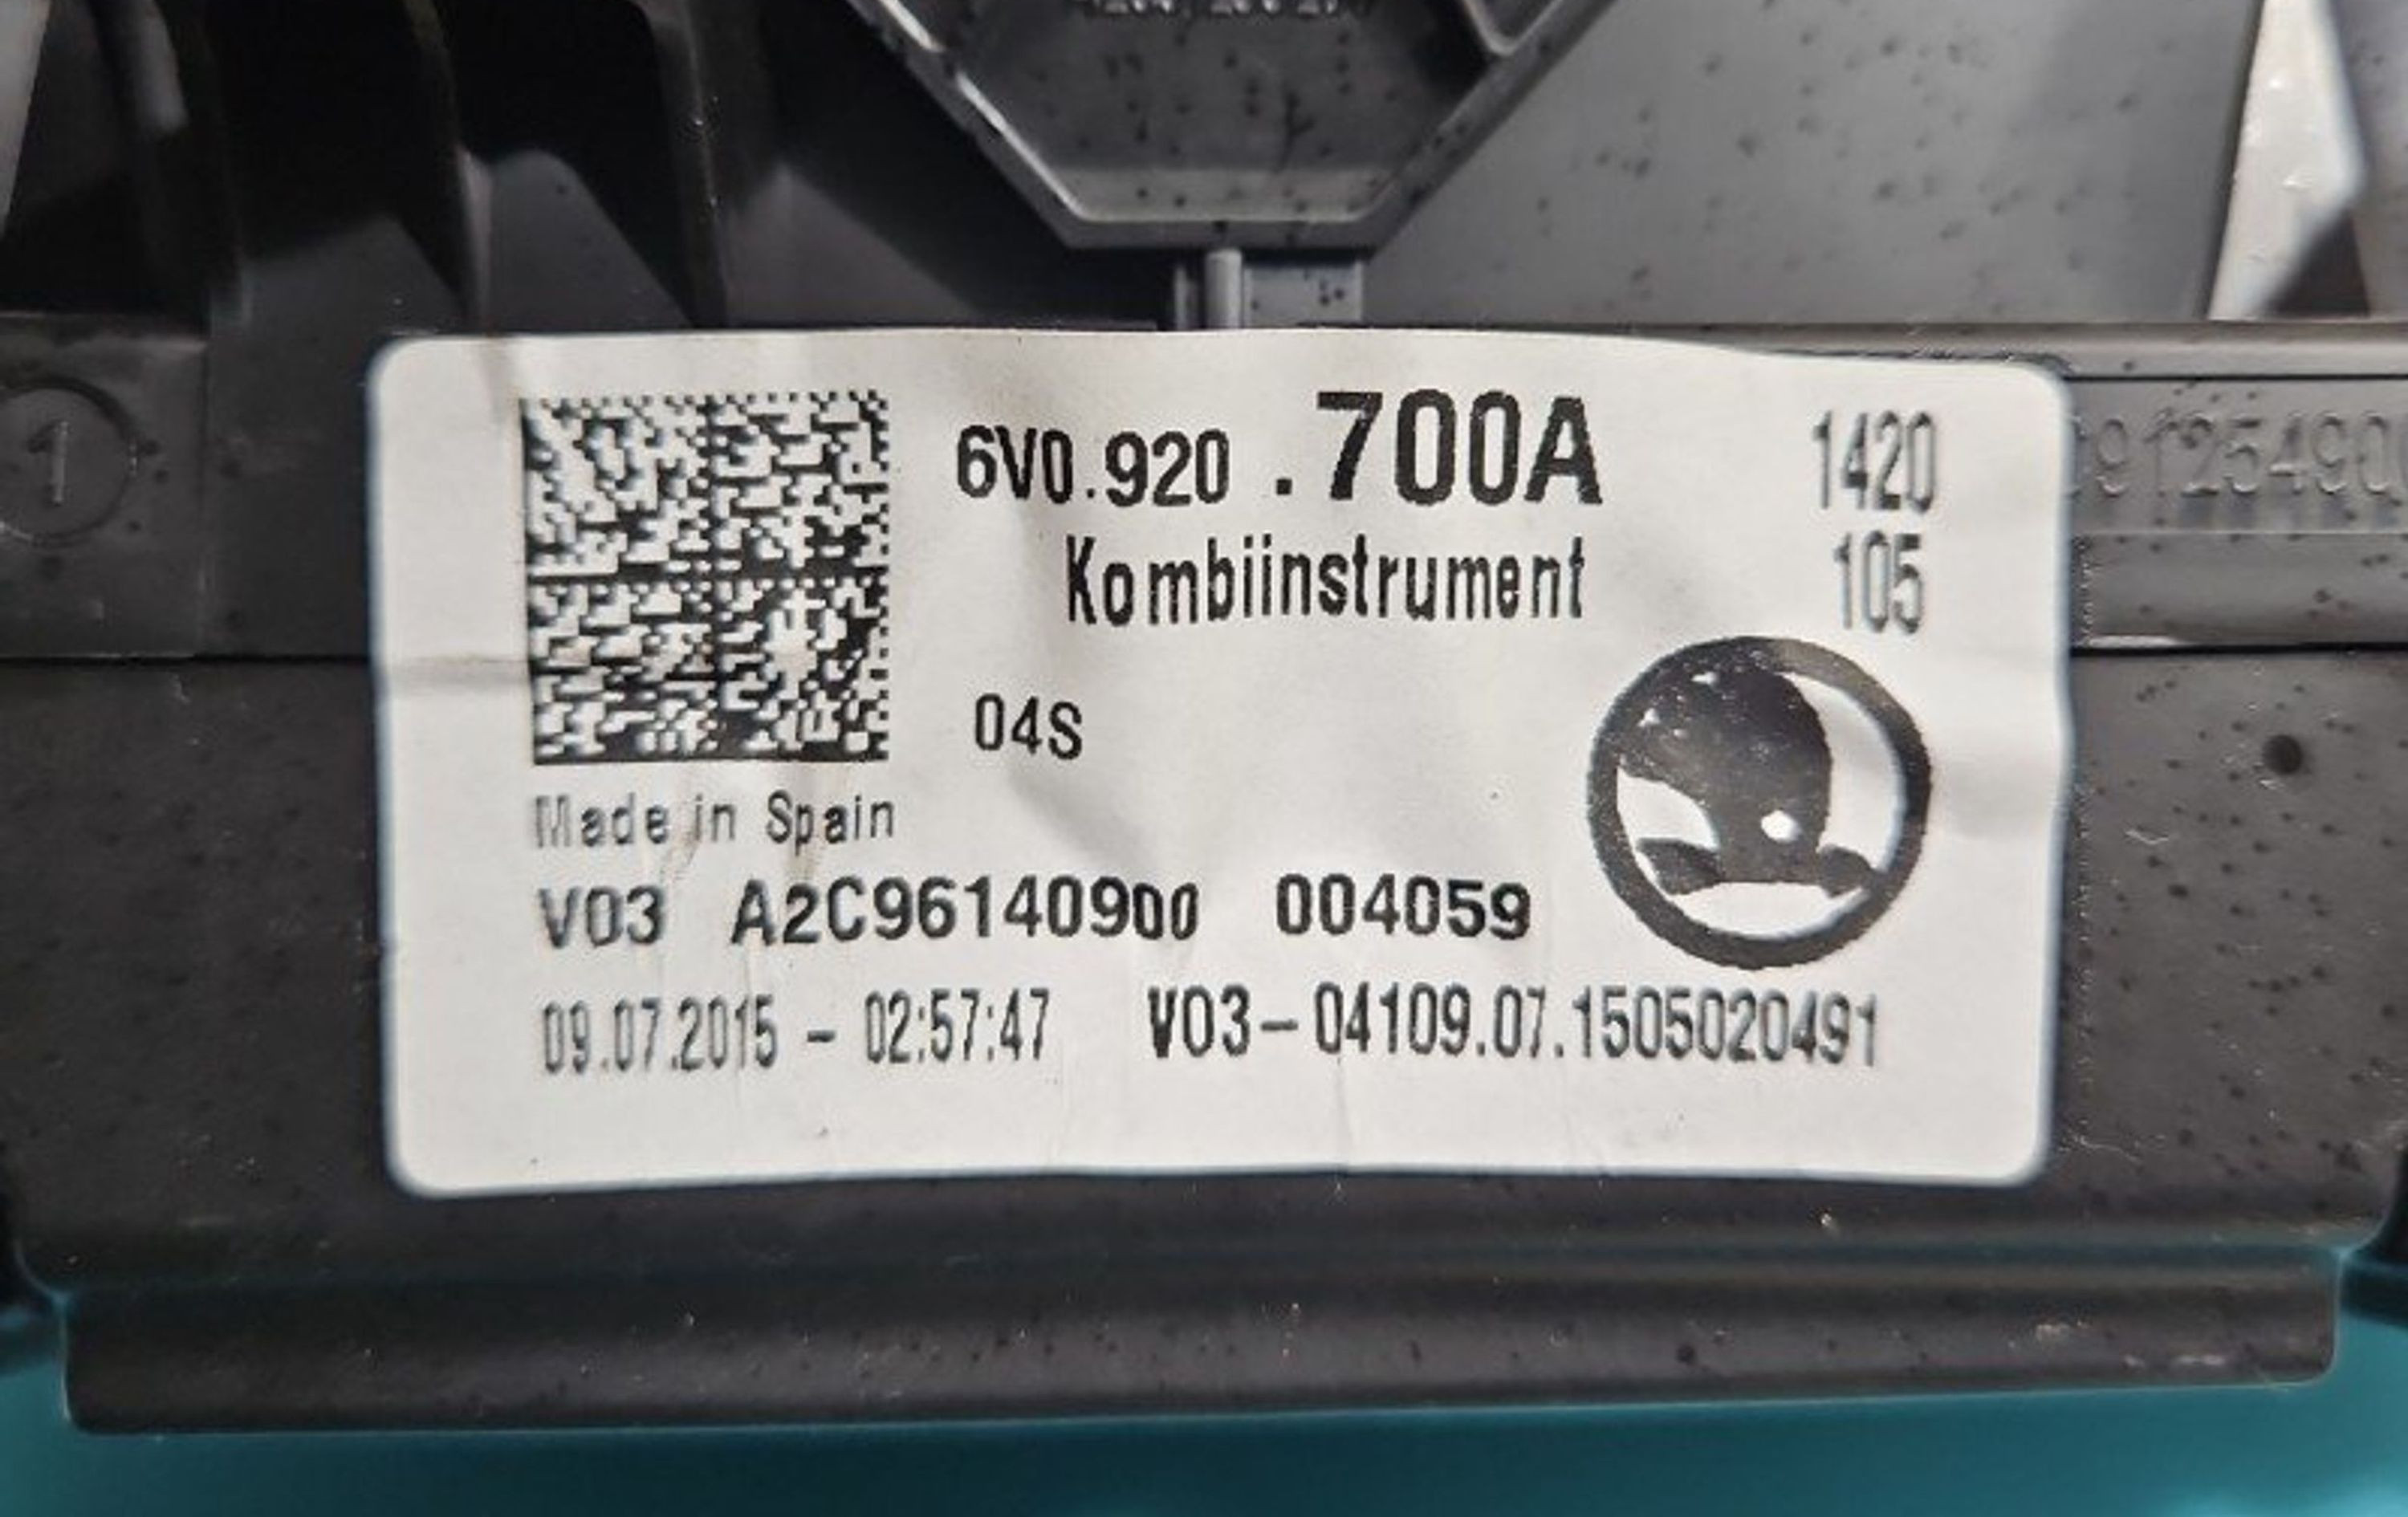 6V0.920 .700A 1420
Kombiinstrument 105
04S
Made in Spain
V03 A2C96140900 004059
09.07.2015 - 02:57:47 V03-04109.07.1505020491
1